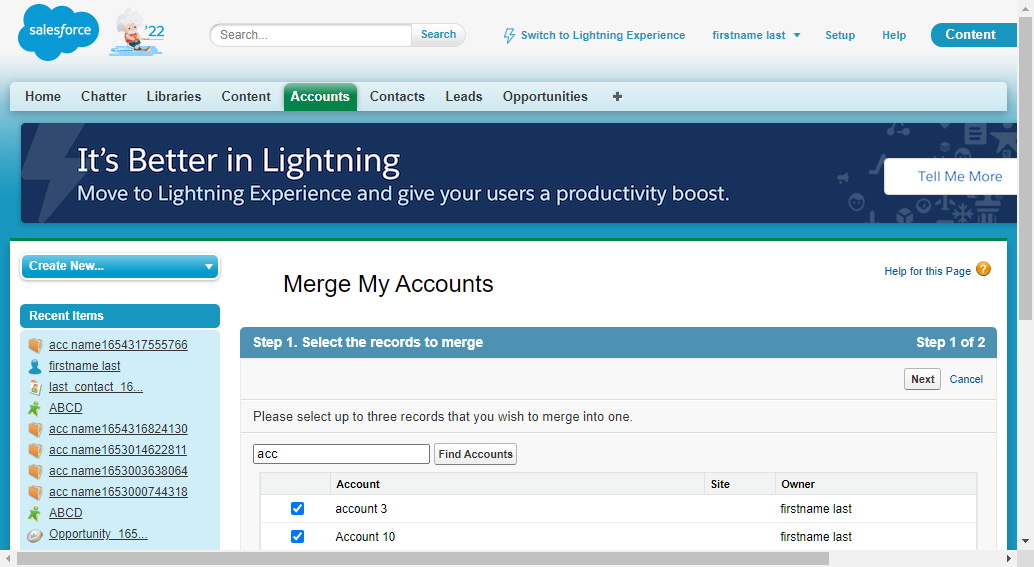 salesforce
'22
Search...
Search
Switch to Lightning Experience
firstname last
Setup
Help
Content
Home
Chatter
Libraries
Content
Accounts
Contacts
Leads
Opportunities
+
It's Better in Lightning
Move to Lightning Experience and give your users a productivity boost.
Tell Me More
Create New...
Merge My Accounts
Help for this Page ?
Recent Items
acc name1654317555766
firstname last
last_contact_16...
ABCD
acc name1654316824130
acc name1653014622811
acc name1653003638064
acc name1653000744318
ABCD
Opportunity_165...
Step 1. Select the records to merge
Step 1 of 2
Next
Cancel
Please select up to three records that you wish to merge into one.
acc
Find Accounts
Account
Site
Owner
account 3
firstname last
Account 10
firstname last